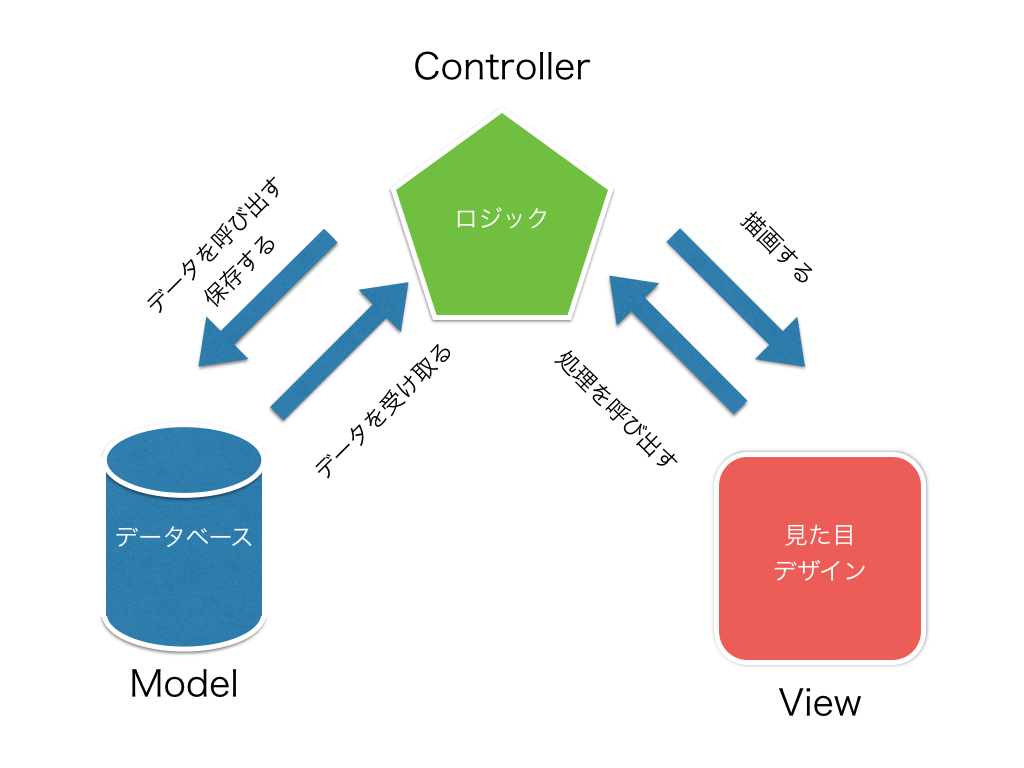 Controller
ロジック
データを呼び出す
保存する
描画する
データを受け取る
処理を呼び出す
データベース
見た目
デザイン
Model
View